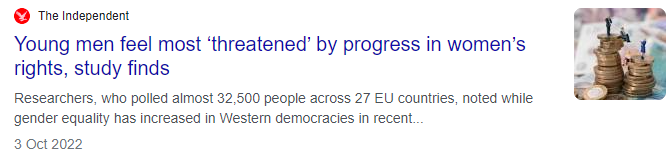 The Independent
Young men feel most ‘threatened’ by progress in women’s
rights, study finds
Researchers, who polled almost 32,500 people across 27 EU countries, noted while
gender equality has increased in Western democracies in recent...
3 Oct 2022